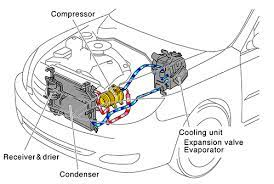 Compressor
Cooling unit
Expansion valve
Evaporator
Receiver & drier
Condenser